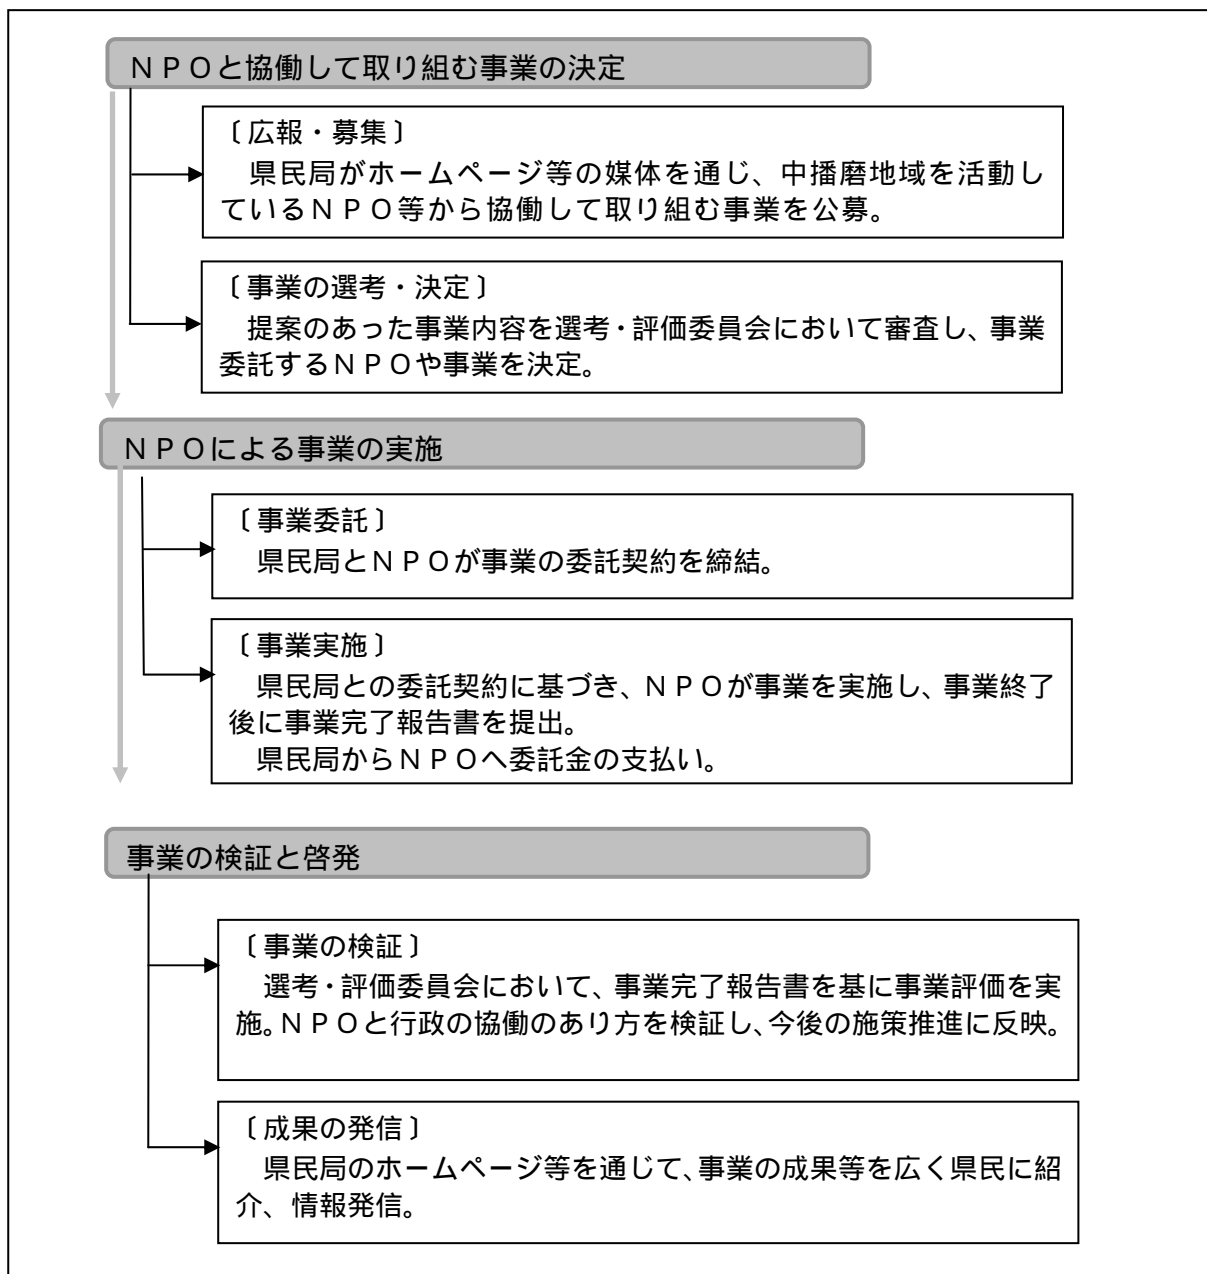 ＮＰＯと協働して取り組む事業の決定
〔広報・募集〕
　県民局がホームページ等の媒体を通じ、中播磨地域を活動し
ているＮＰＯ等から協働して取り組む事業を公募。
〔事業の選考・決定〕
　提案のあった事業内容を選考・評価委員会において審査し、事業
委託するＮＰＯや事業を決定。
ＮＰＯによる事業の実施
〔事業委託〕
　県民局とＮＰＯが事業の委託契約を締結。
〔事業実施〕
　県民局との委託契約に基づき、ＮＰＯが事業を実施し、事業終了
後に事業完了報告書を提出。
　県民局からＮＰＯへ委託金の支払い。
事業の検証と啓発
〔事業の検証〕
　選考・評価委員会において、事業完了報告書を基に事業評価を実
施。ＮＰＯと行政の協働のあり方を検証し、今後の施策推進に反映。
〔成果の発信〕
　県民局のホームページ等を通じて、事業の成果等を広く県民に紹
介、情報発信。